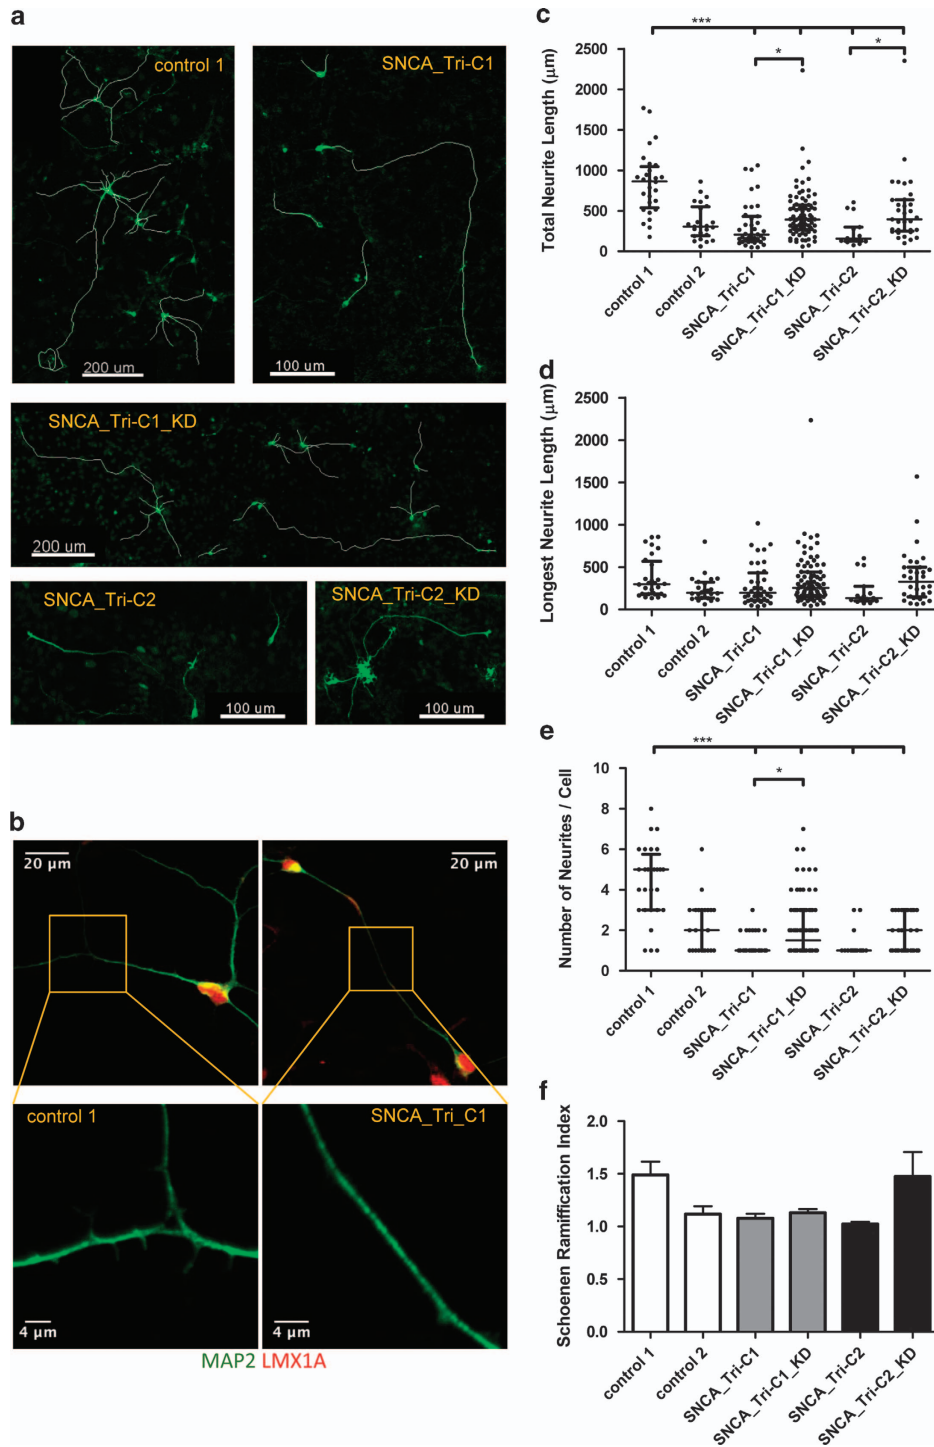 a
control 1
200 um
SNCA_Tri-C1
100 um
SNCA_Tri-C1_KD
200 um
SNCA_Tri-C2
100 um
SNCA_Tri-C2_KD
100 um
b
20 µm
20 µm
control 1
4 µm
SNCA_Tri_C1
4 µm
MAP2 LMX1A
c
***
*
*
Total Neurite Length (µm)
2500
2000
1500
1000
500
0
control 1
control 2
SNCA_Tri-C1
SNCA_Tri-C1_KD
SNCA_Tri-C2
SNCA_Tri-C2_KD
d
Longest Neurite Length (µm)
2500
2000
1500
1000
500
0
control 1
control 2
SNCA_Tri-C1
SNCA_Tri-C1_KD
SNCA_Tri-C2
SNCA_Tri-C2_KD
e
***
*
Number of Neurites / Cell
10
8
6
4
2
0
control 1
control 2
SNCA_Tri-C1
SNCA_Tri-C1_KD
SNCA_Tri-C2
SNCA_Tri-C2_KD
f
Schoenen Ramiffication Index
2.0
1.5
1.0
0.5
0.0
control 1
control 2
SNCA_Tri-C1
SNCA_Tri-C1_KD
SNCA_Tri-C2
SNCA_Tri-C2_KD